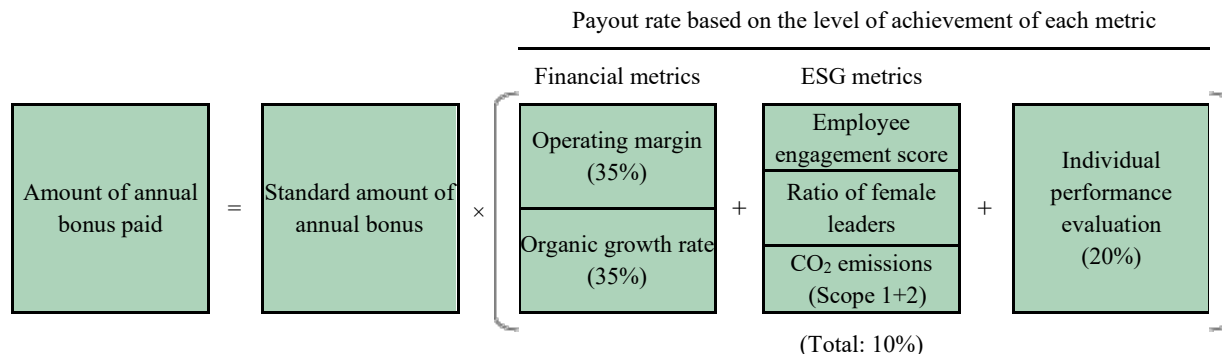 Payout rate based on the level of achievement of each metric
Financial metrics
ESG metrics
Amount of annual
bonus paid
=
Standard amount of
annual bonus
×
Operating margin
(35%)
Organic growth rate
(35%)
+
Employee
engagement score
Ratio of female
leaders
CO₂ emissions
(Scope 1+2)
(Total: 10%)
+
Individual
performance
evaluation
(20%)